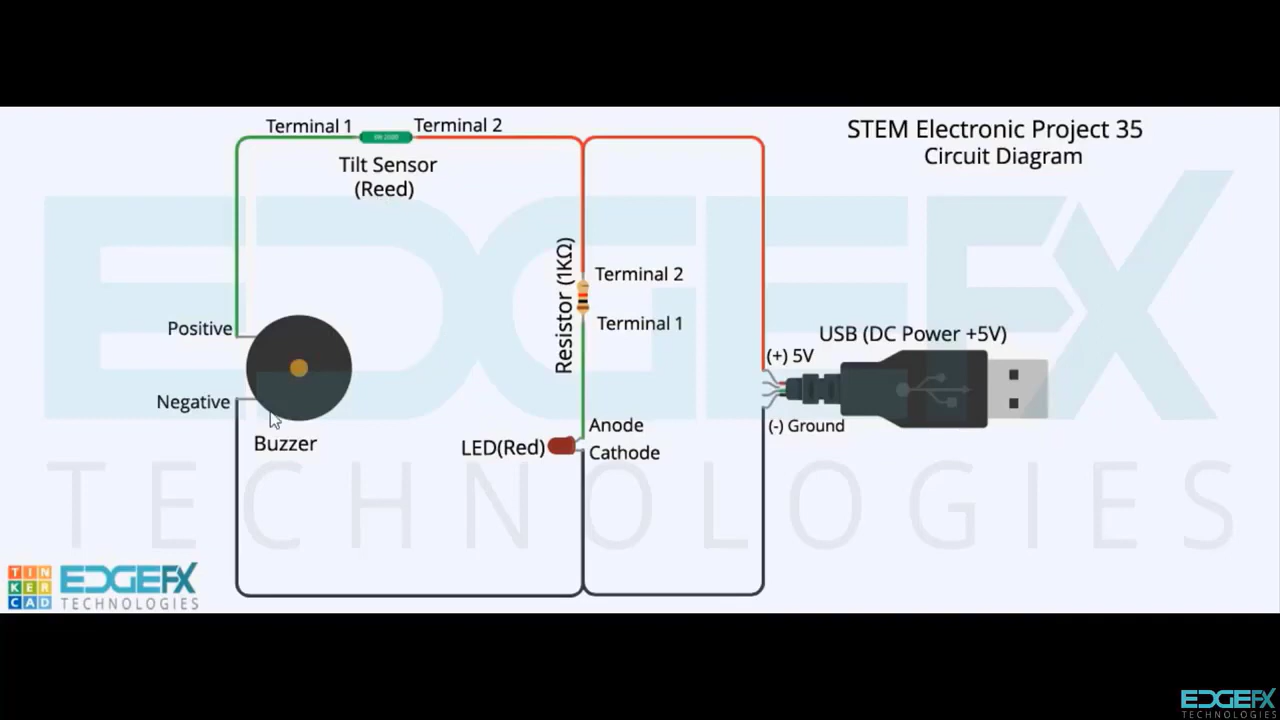 STEM Electronic Project 35
Circuit Diagram
Terminal 1
Terminal 2
Tilt Sensor
(Reed)
Resistor (1KΩ)
Terminal 2
Terminal 1
Positive
Negative
Buzzer
USB (DC Power +5V)
(+) 5V
(-) Ground
LED(Red)
Anode
Cathode
EDGEFX
TECHNOLOGIES
TIN
KER
CAD
EDGEFX
TECHNOLOGIES
EDGEFX
TECHNOLOGIES